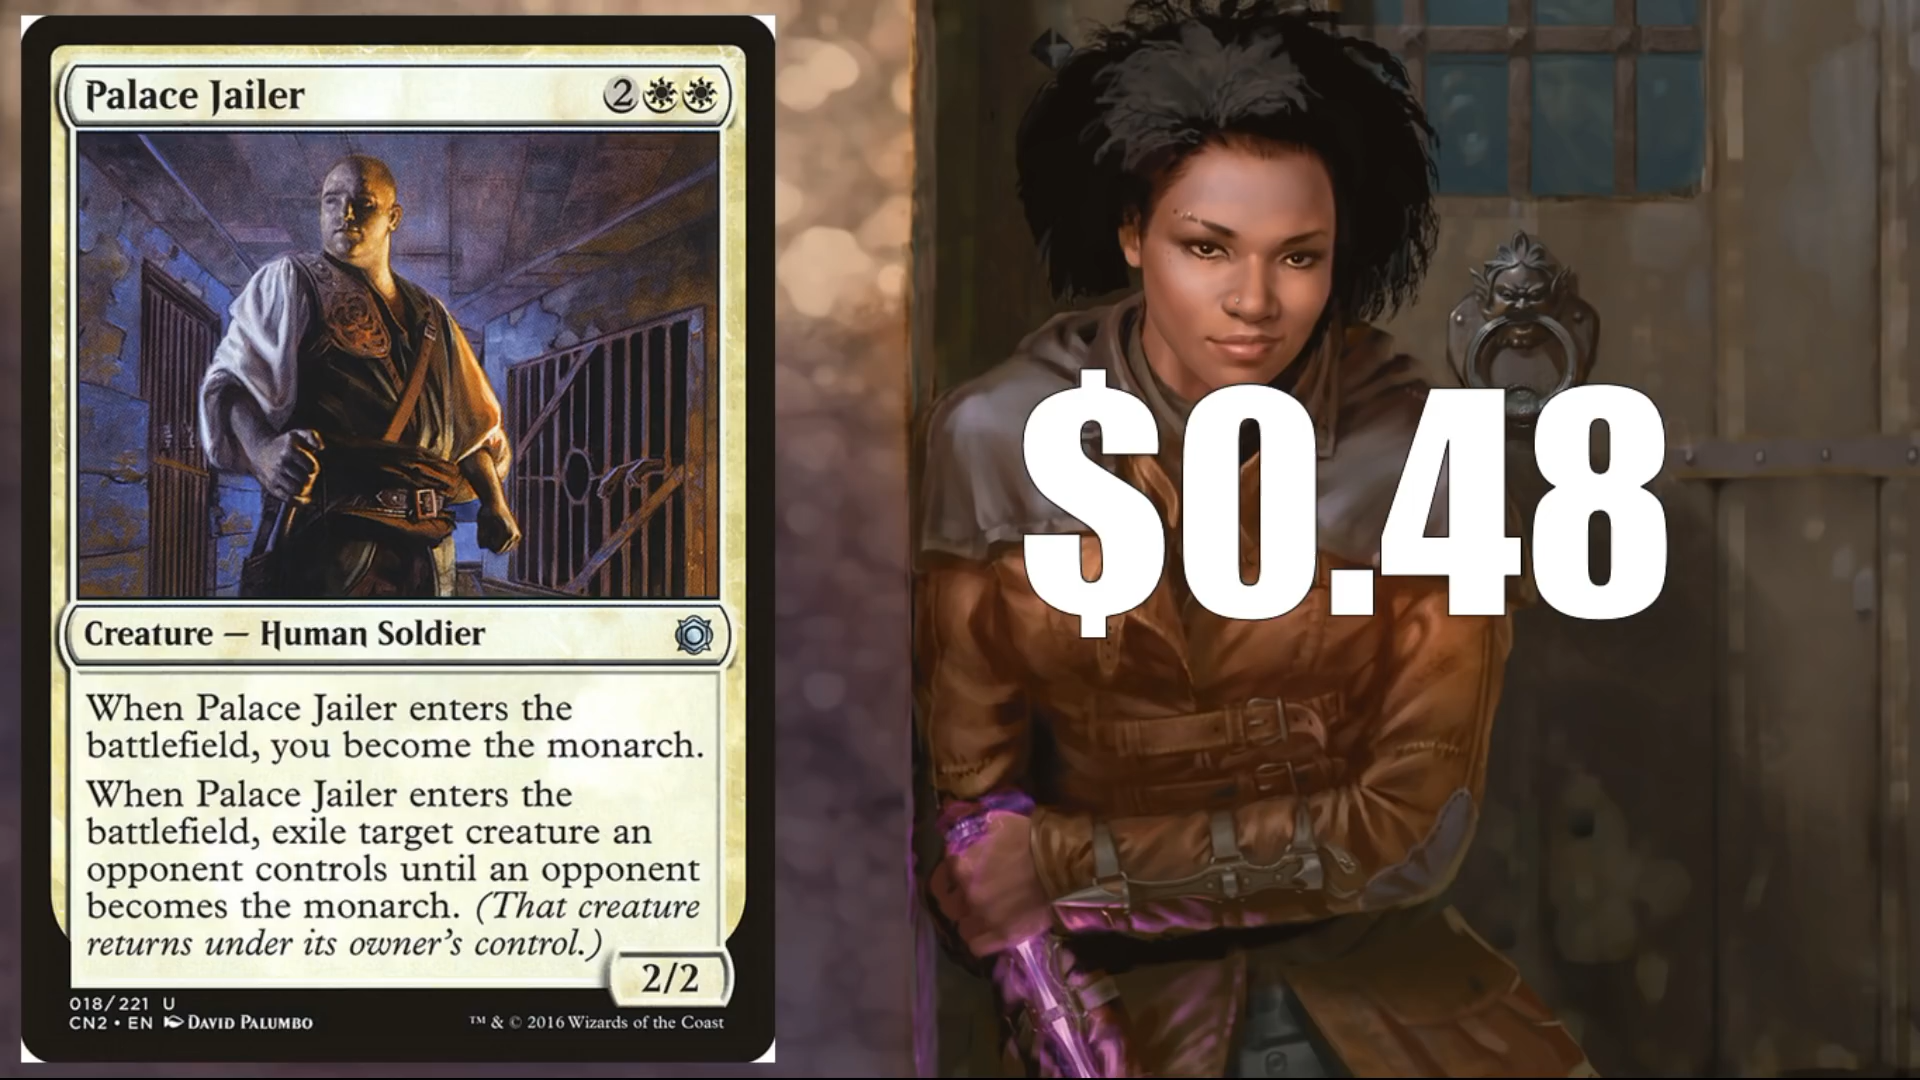 Palace Jailer
2
When Palace Jailer enters the
battlefield, you become the monarch.
When Palace Jailer enters the
battlefield, exile target creature an
opponent controls until an opponent
becomes the monarch. (That creature
returns under its owner's control.)
Creature — Human Soldier
2/2
018/221 U
CN2 • EN DAVID PALUMBO
™ & © 2016 Wizards of the Coast
$0.48